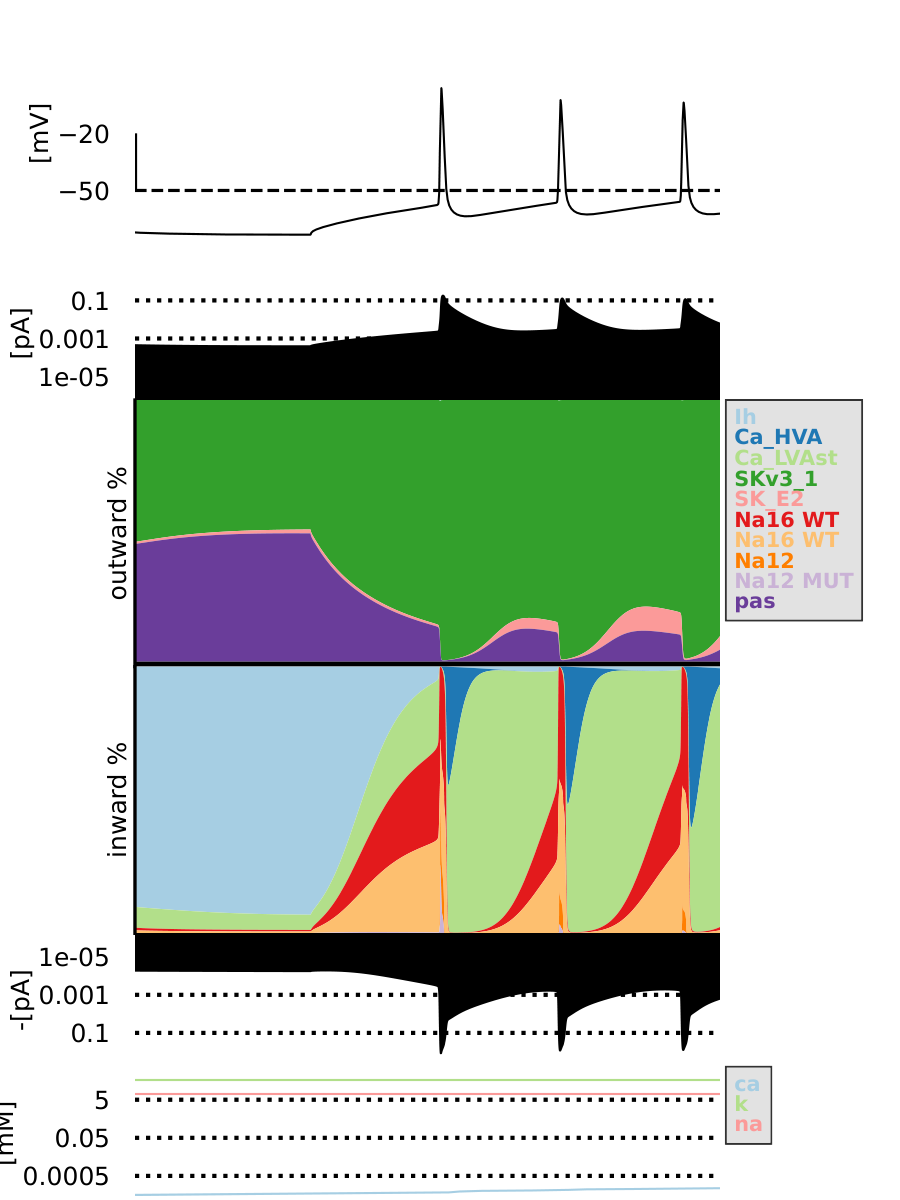 [mV]
−20
−50
[pA]
0.1
0.001
1e-05
outward %
Ih
Ca_HVA
Ca_LVAst
SKv3_1
SK_E2
Na16 WT
Na16 WT
Na12
Na12 MUT
pas
inward %
-[pA]
1e-05
0.001
0.1
[mM]
5
0.05
0.0005
ca
k
na